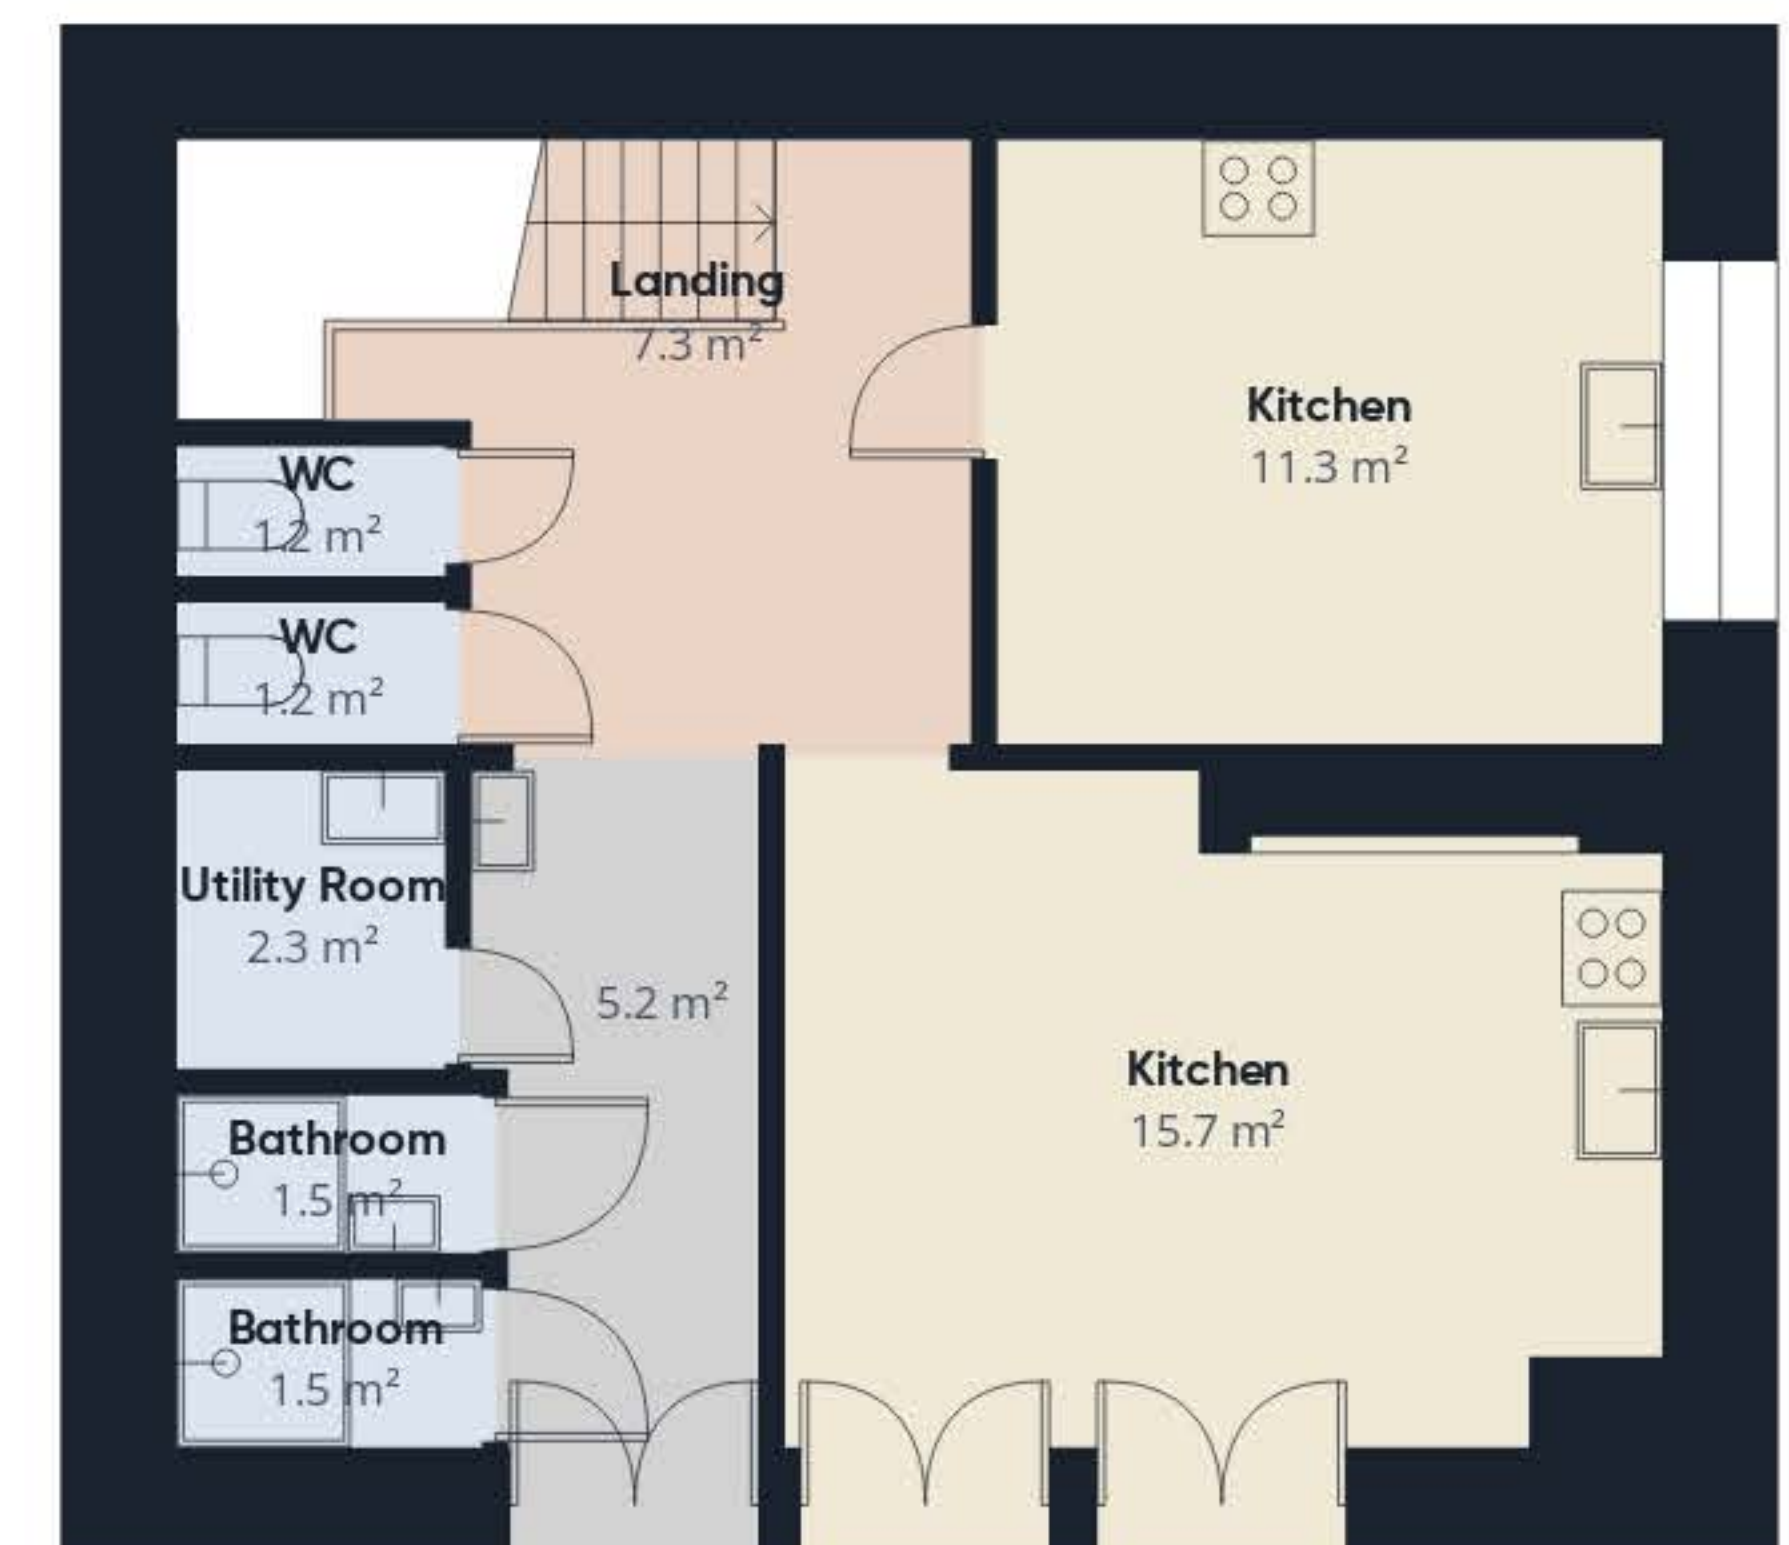 Landing
7.3 m²
Kitchen
11.3 m²
WC
1.2 m²
WC
1.2 m²
Utility Room
2.3 m²
5.2 m²
Kitchen
15.7 m²
Bathroom
1.5 m²
Bathroom
1.5 m²